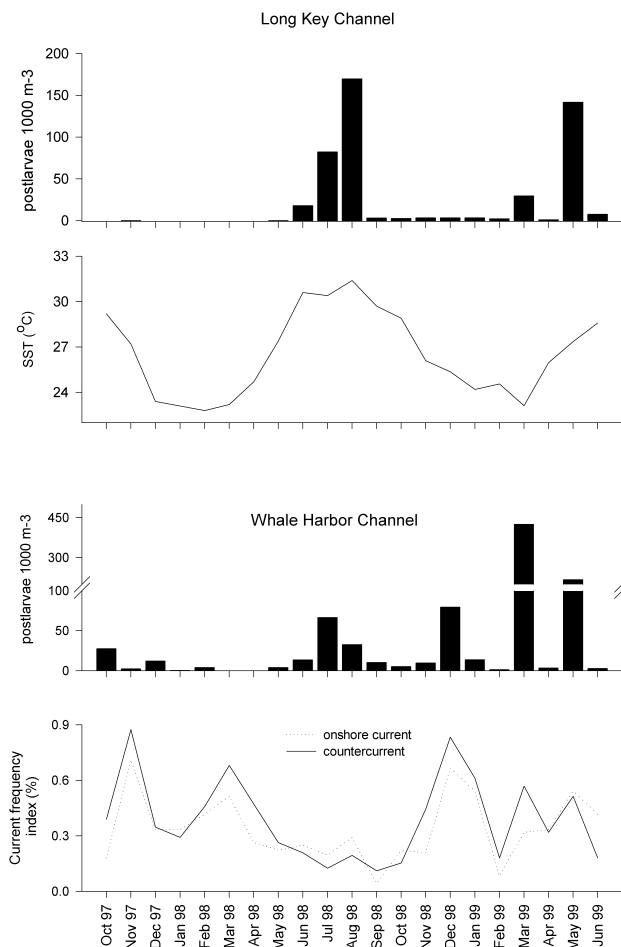 Long Key Channel
postlarvae 1000 m-3
200
150
100
50
0
SST (°C)
33
30
27
24
Whale Harbor Channel
postlarvae 1000 m-3
450
300
100
50
0
Current frequency
index (%)
0.9
0.6
0.3
0.0
onshore current
countercurrent
Oct 97
Nov 97
Dec 97
Jan 98
Feb 98
Mar 98
Apr 98
May 98
Jun 98
Jul 98
Aug 98
Sep 98
Oct 98
Nov 98
Dec 98
Jan 99
Feb 99
Mar 99
Apr 99
May 99
Jun 99